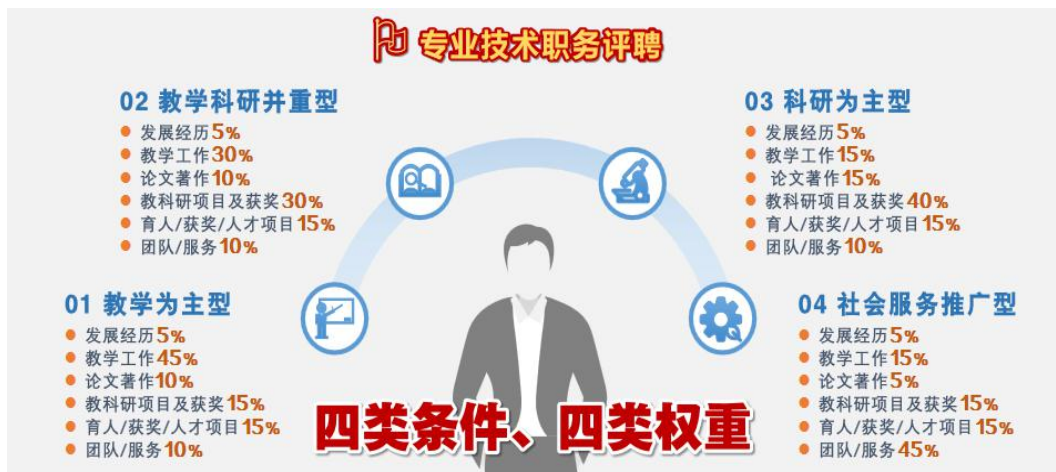 专业技术职务评聘
02 教学科研并重型
发展经历5%
教学工作30%
论文著作10%
教科研项目及获奖30%
育人/获奖/人才项目15%
团队/服务10%
03 科研为主型
发展经历5%
教学工作15%
论文著作15%
教科研项目及获奖40%
育人/获奖/人才项目15%
团队/服务10%
01 教学为主型
发展经历5%
教学工作45%
论文著作10%
教科研项目及获奖15%
育人/获奖/人才项目15%
团队/服务10%
04 社会服务推广型
发展经历5%
教学工作15%
论文著作5%
教科研项目及获奖15%
育人/获奖/人才项目15%
团队/服务45%
四类条件、四类权重